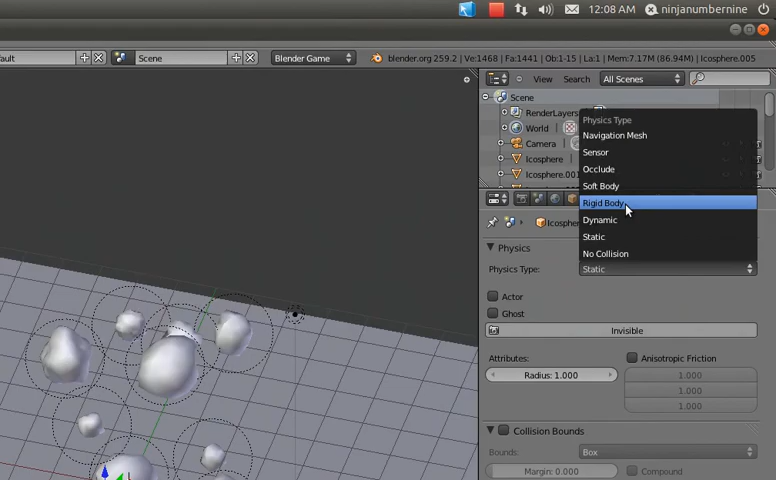 12:08 AM ninjanumbernine
fault Scene Blender Game blender.org 259.2 | Ve:1468 | Fa:1441 | Ob:1-15 | La:1 | Mem:7.17M (86.94M) | Icosphere.005
View Search All Scenes
Scene
RenderLayers
World
Camera
Icosphere
Icosphere.001
Physics Type
Navigation Mesh
Sensor
Occlude
Soft Body
Rigid Body
Dynamic
Static
No Collision
Icosphe
Physics
Physics Type: Static
Actor
Ghost
Invisible
Attributes: Anisotropic Friction
Radius: 1.000 1.000
1.000
1.000
Collision Bounds
Bounds: Box
Margin: 0.000 Compound